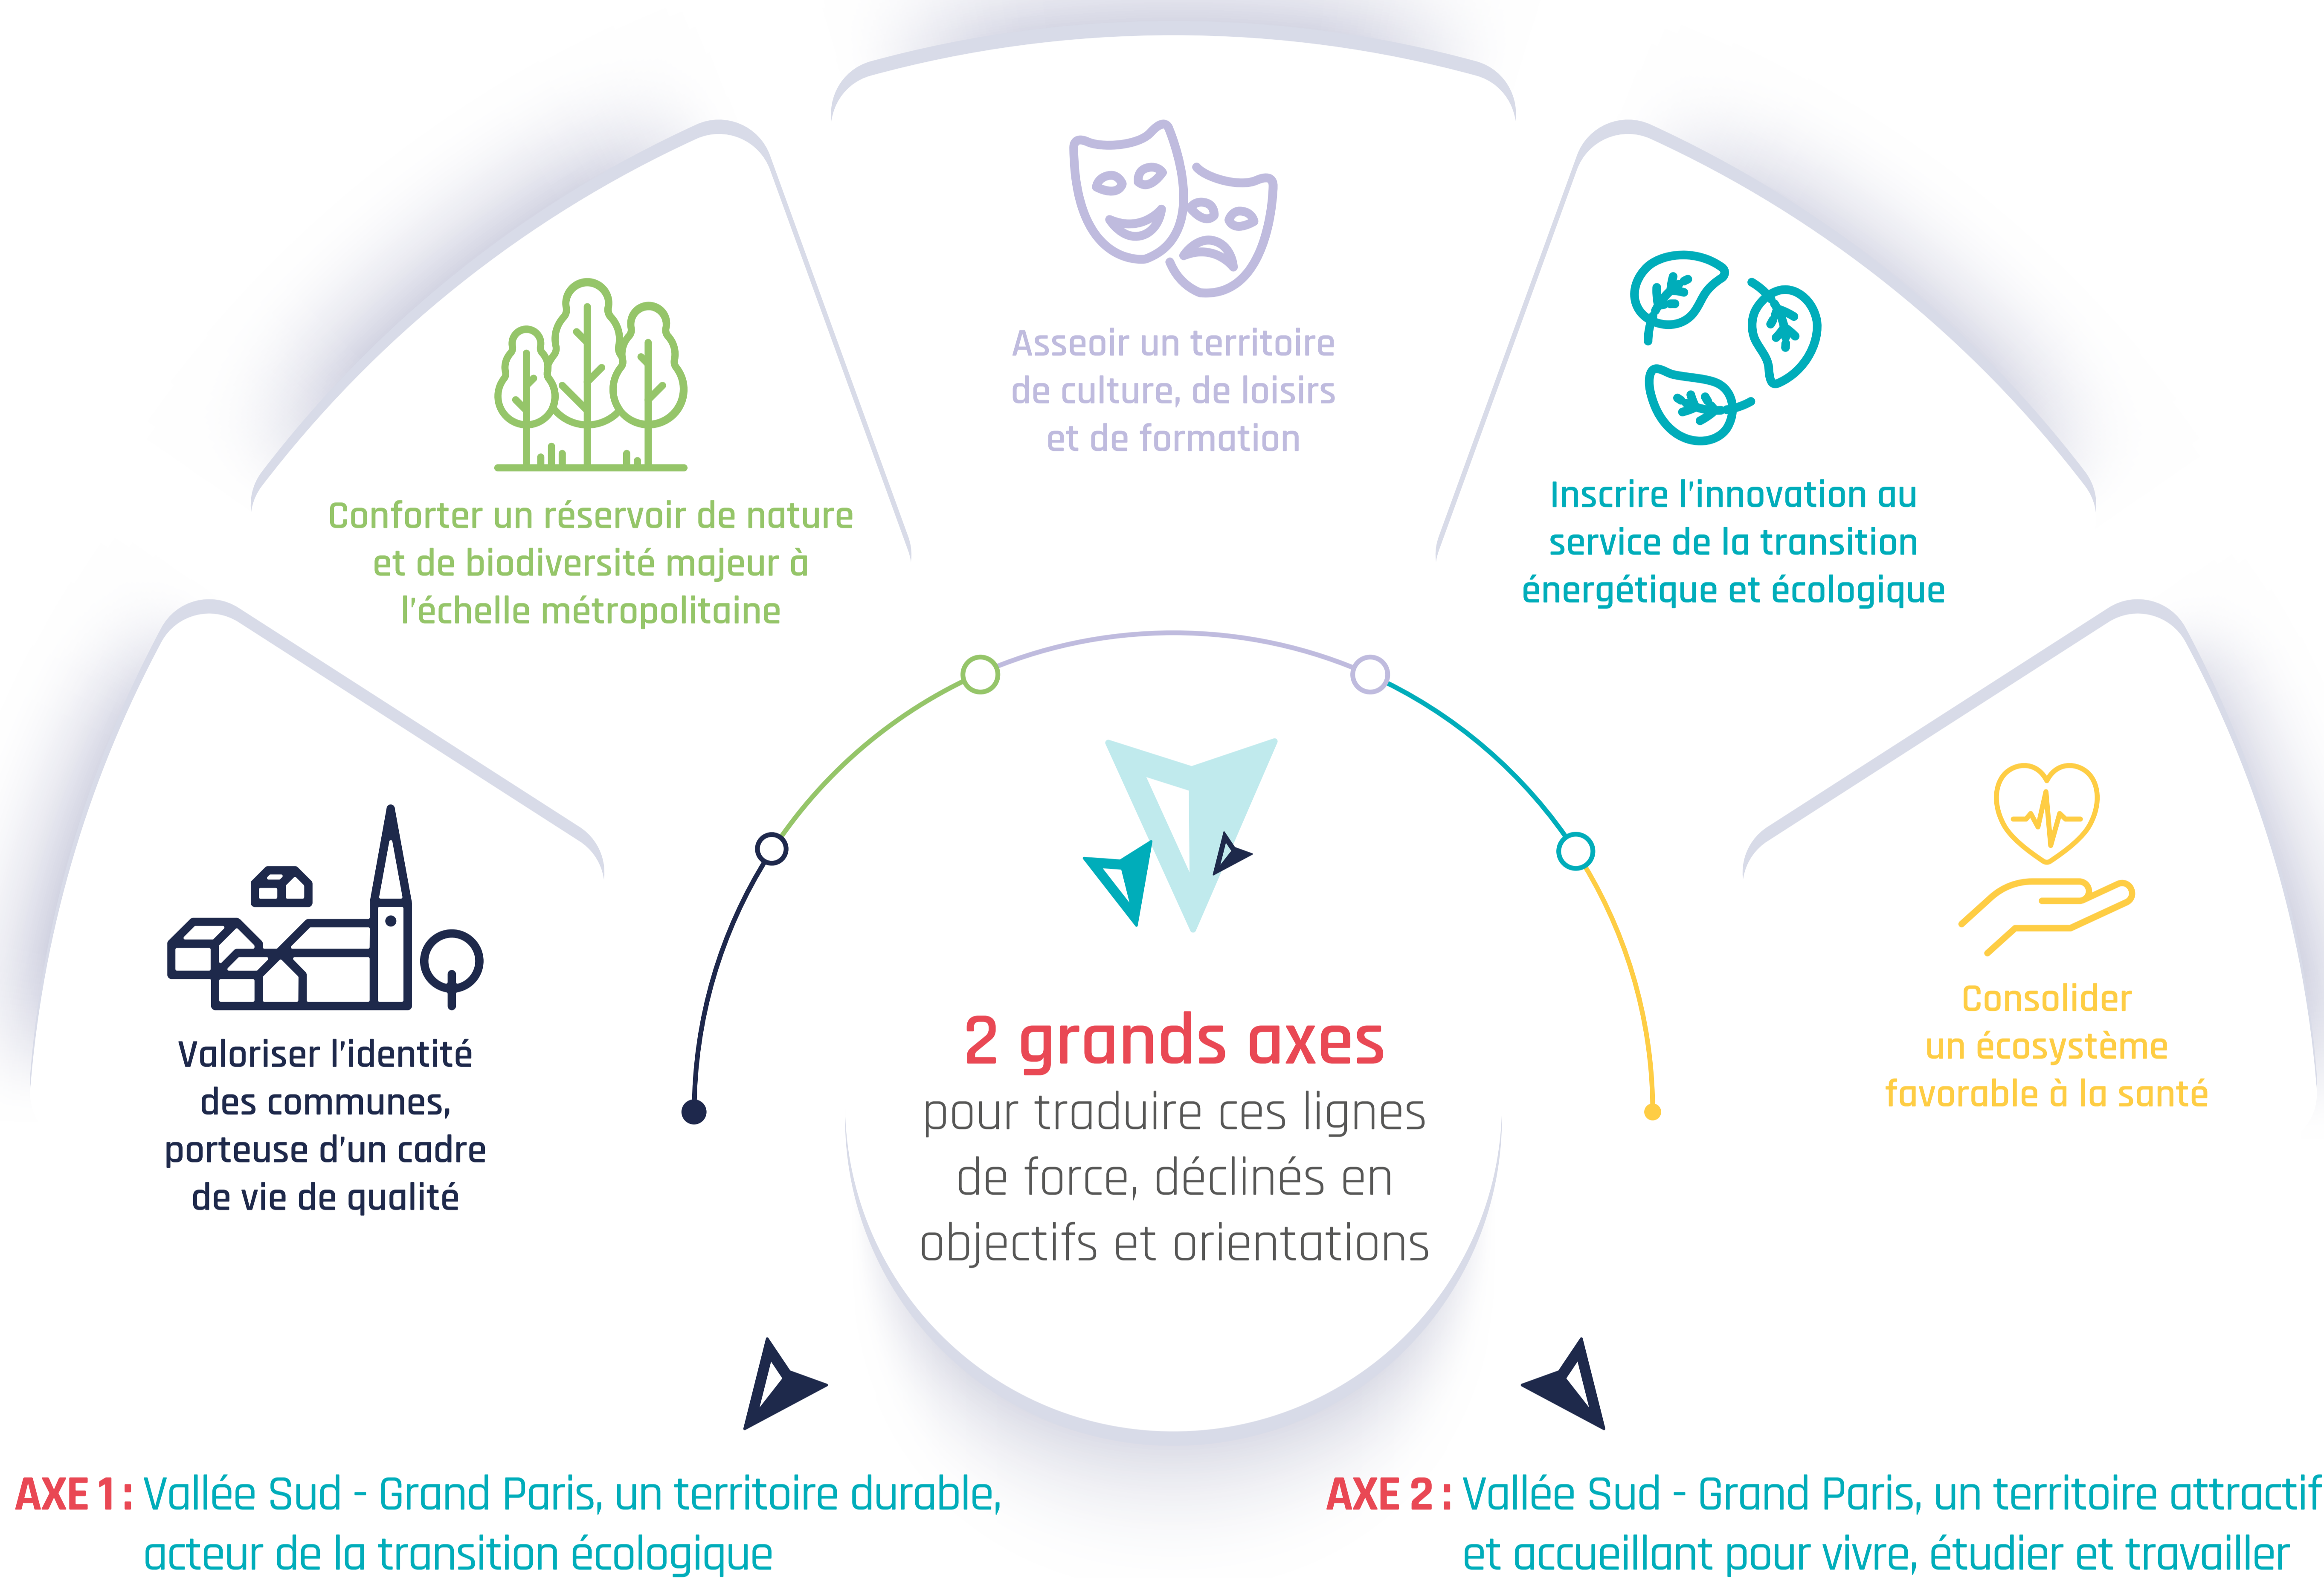 Asseoir un territoire
de culture, de loisirs
et de formation
Conforter un réservoir de nature
et de biodiversité majeur à
l'échelle métropolitaine
Inscrire l'innovation au
service de la transition
énergétique et écologique
Valoriser l'identité
des communes,
porteuse d'un cadre
de vie de qualité
Consolider
un écosystème
favorable à la santé
2 grands axes
pour traduire ces lignes
de force, déclinés en
objectifs et orientations
AXE 1 : Vallée Sud - Grand Paris, un territoire durable,
acteur de la transition écologique
AXE 2 : Vallée Sud - Grand Paris, un territoire attractif
et accueillant pour vivre, étudier et travailler